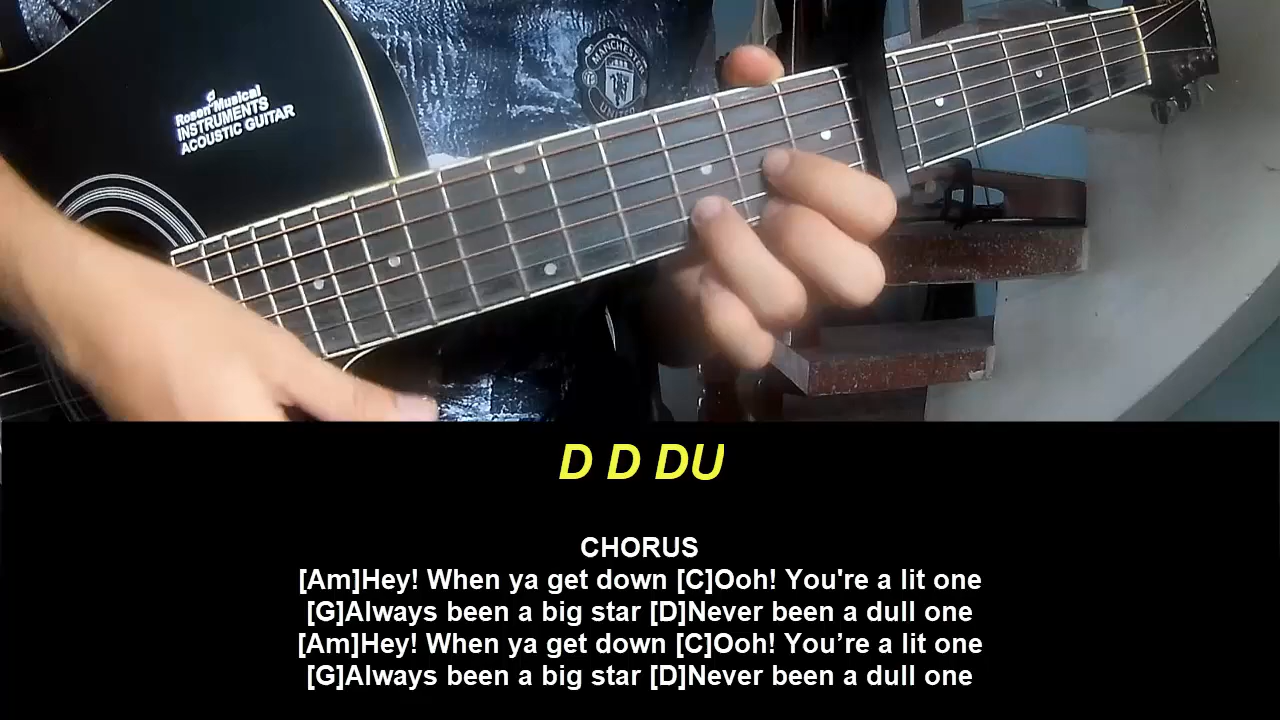 Rosen Musical
INSTRUMENTS
ACOUSTIC GUITAR
MANCHESTER
UNITED
D D DU
CHORUS
[Am]Hey! When ya get down [C]Ooh! You're a lit one
[G]Always been a big star [D]Never been a dull one
[Am]Hey! When ya get down [C]Ooh! You’re a lit one
[G]Always been a big star [D]Never been a dull one